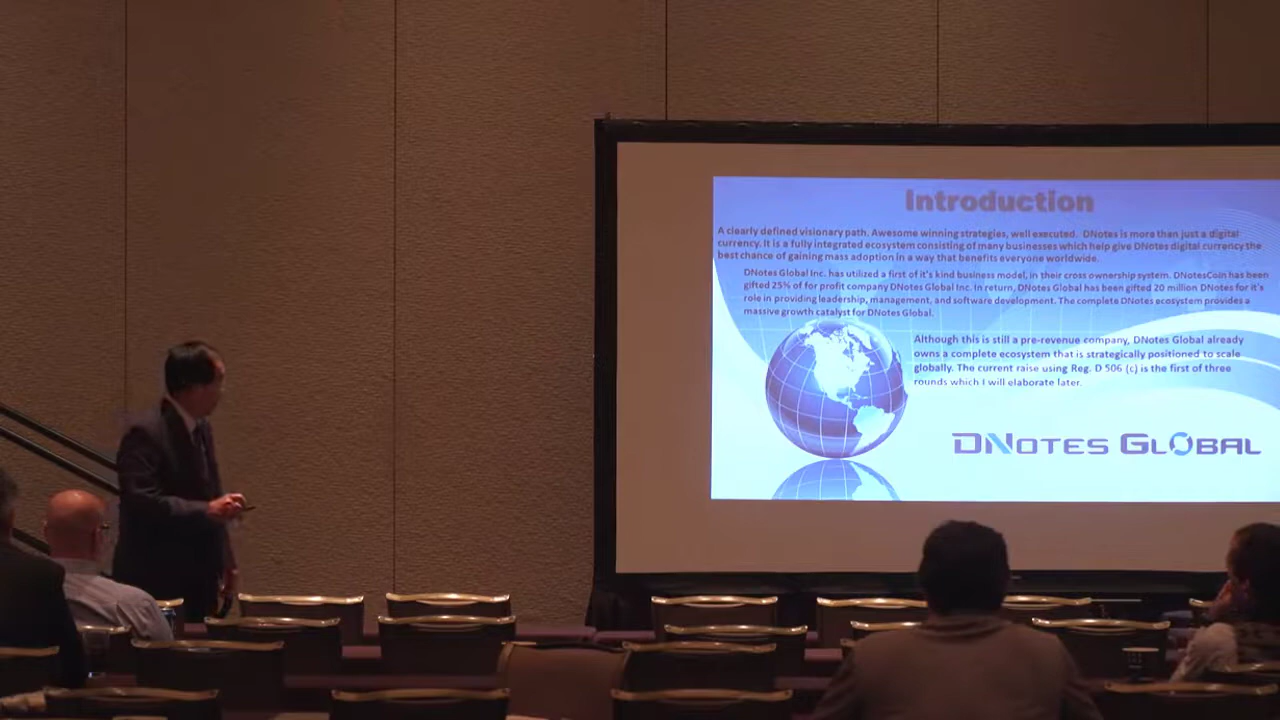 Introduction
A clearly defined visionary path. Awesome winning strategies, well executed. DNotes is more than just a digital
currency. It is a fully integrated ecosystem consisting of many businesses which help give DNotes digital currency the
best chance of gaining mass adoption in a way that benefits everyone worldwide.
DNotes Global Inc. has utilized a first of it's kind business model, in their cross ownership system. DNotesCoin has been
gifted 25% of for profit company DNotes Global Inc. In return, DNotes Global has been gifted 20 million DNotes for it's
role in providing leadership, management, and software development. The complete DNotes ecosystem provides a
massive growth catalyst for DNotes Global.
Although this is still a pre-revenue company, DNotes Global already
owns a complete ecosystem that is strategically positioned to scale
globally. The current raise using Reg. D 506 (c) is the first of three
rounds which I will elaborate later.
DNotes Global